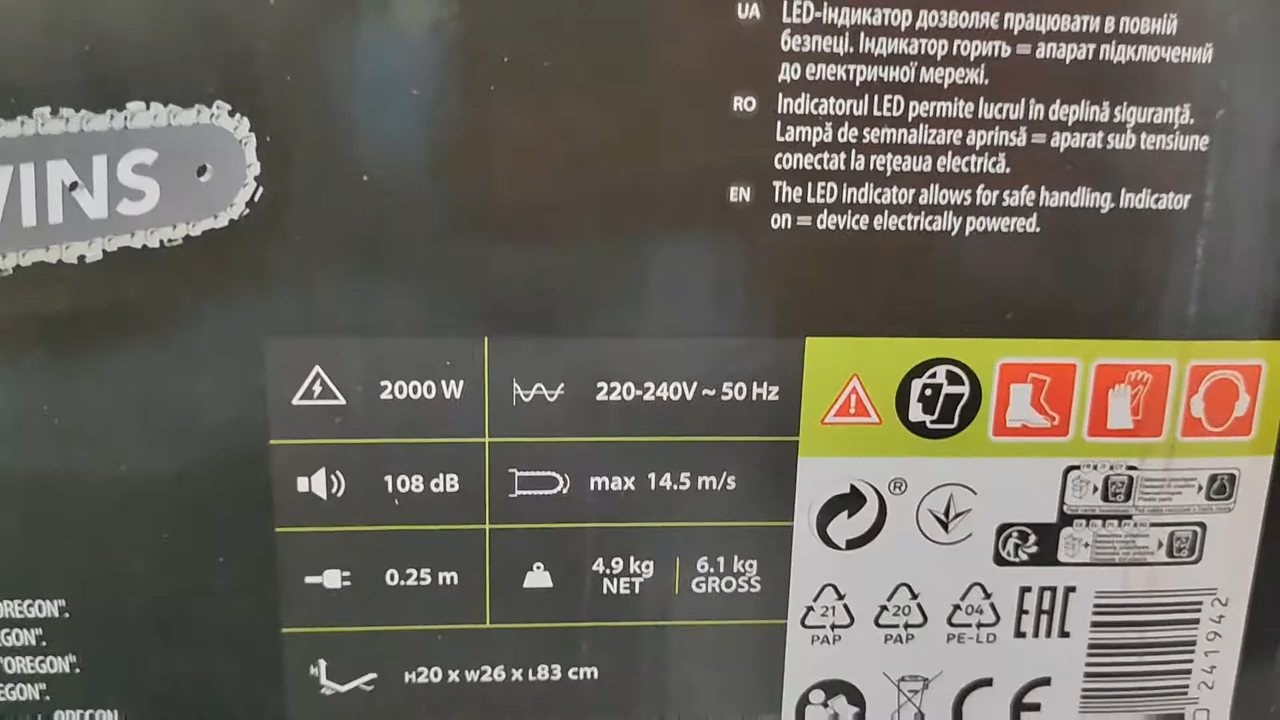 UA LED-індикатор дозволяє працювати в повній
безпеці. Індикатор горить = апарат підключений
до електричної мережі.
RO Indicatorul LED permite lucrul în deplină siguranță.
Lampă de semnalizare aprinsă = aparat sub tensiune
conectat la rețeaua electrică.
EN The LED indicator allows for safe handling. Indicator
on = device electrically powered.
VINS
2000 W
220-240V ~ 50 Hz
108 dB
max 14.5 m/s
0.25 m
4.9 kg NET
6.1 kg GROSS
H20 x W26 x L83 cm
OREGON".
GON".
"OREGON".
EGON".
OREGON
®
21 PAP
20 PAP
04 PE-LD
EAC
CE
241942